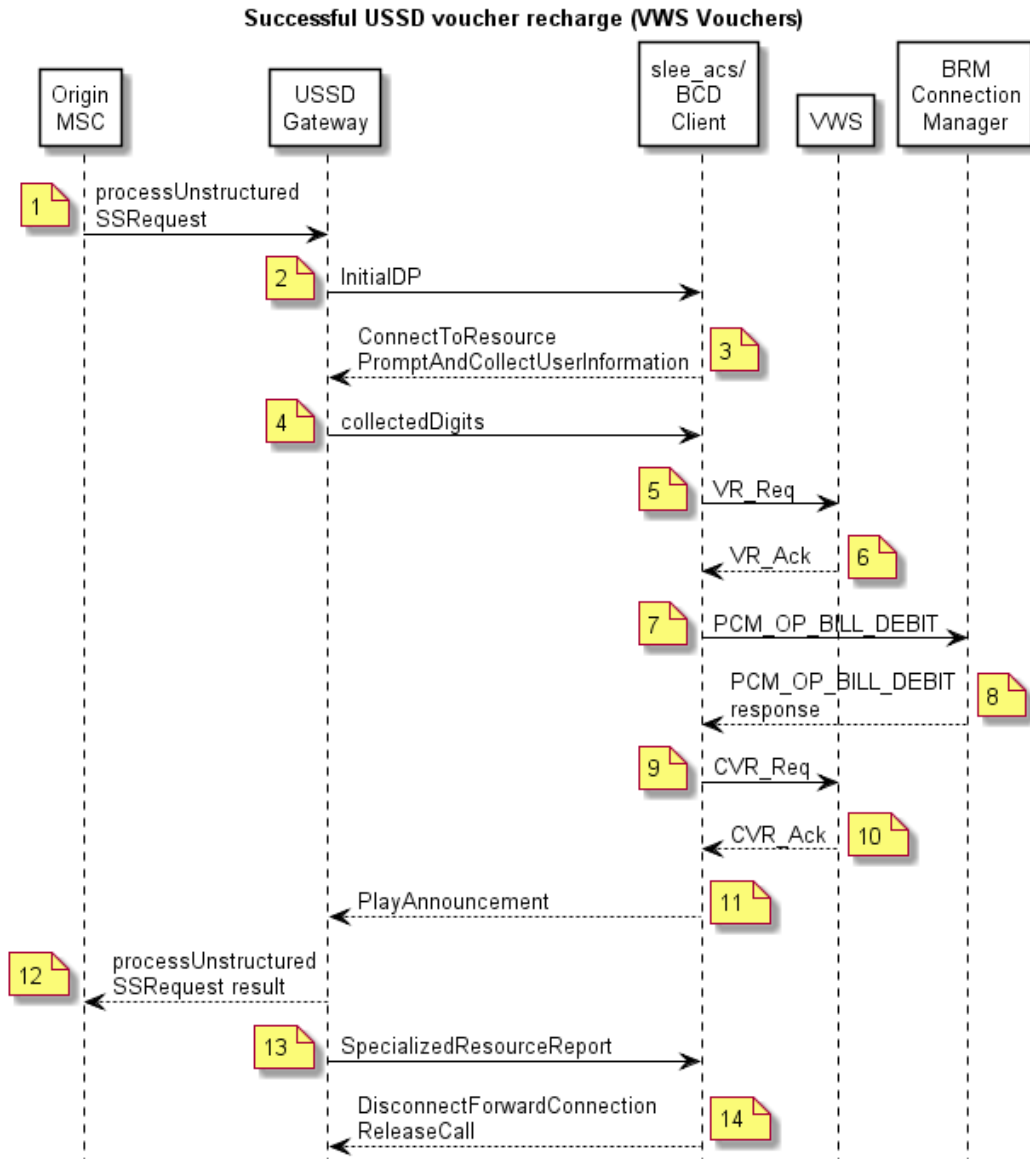 Successful USSD voucher recharge (VWS Vouchers)
Origin
MSC
USSD
Gateway
slee_acs/
BCD
Client
VWS
BRM
Connection
Manager
1
processUnstructured
SSRequest
2
InitialDP
ConnectToResource
PromptAndCollectUserInformation
3
4
collectedDigits
5
VR_Req
VR_Ack
6
7
PCM_OP_BILL_DEBIT
PCM_OP_BILL_DEBIT
response
8
9
CVR_Req
CVR_Ack
10
PlayAnnouncement
11
12
processUnstructured
SSRequest result
13
SpecializedResourceReport
DisconnectForwardConnection
ReleaseCall
14